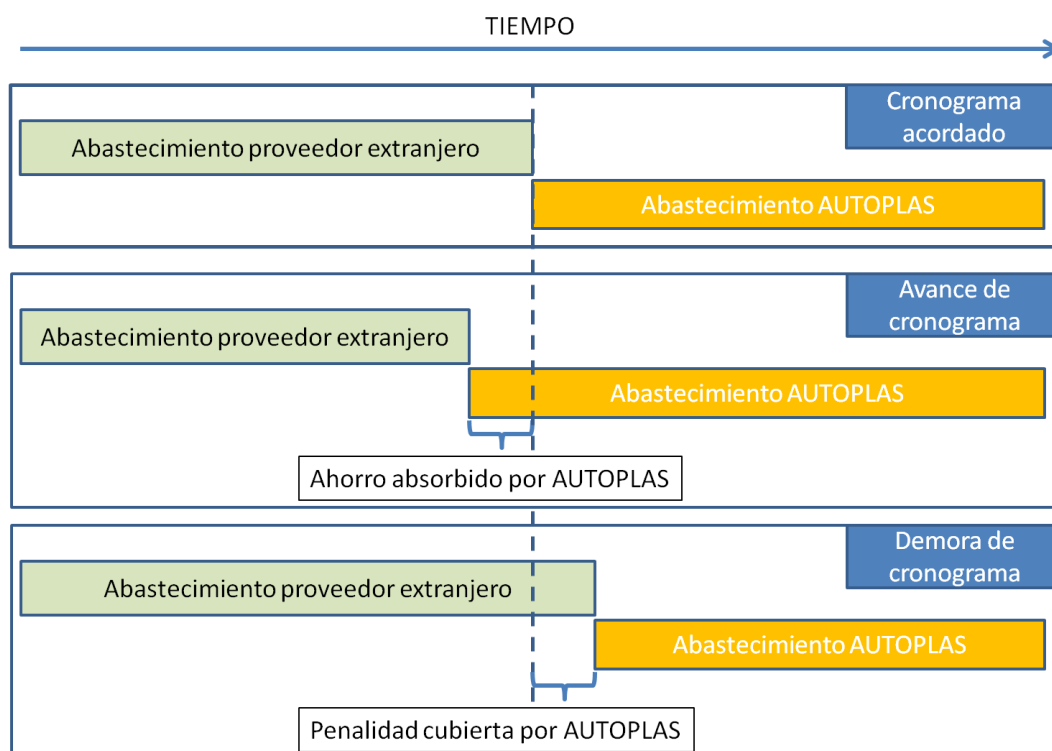 TIEMPO
Cronograma
acordado
Abastecimiento proveedor extranjero
Abastecimiento AUTOPLAS
Avance de
cronograma
Abastecimiento proveedor extranjero
Abastecimiento AUTOPLAS
Ahorro absorbido por AUTOPLAS
Demora de
cronograma
Abastecimiento proveedor extranjero
Abastecimiento AUTOPLAS
Penalidad cubierta por AUTOPLAS